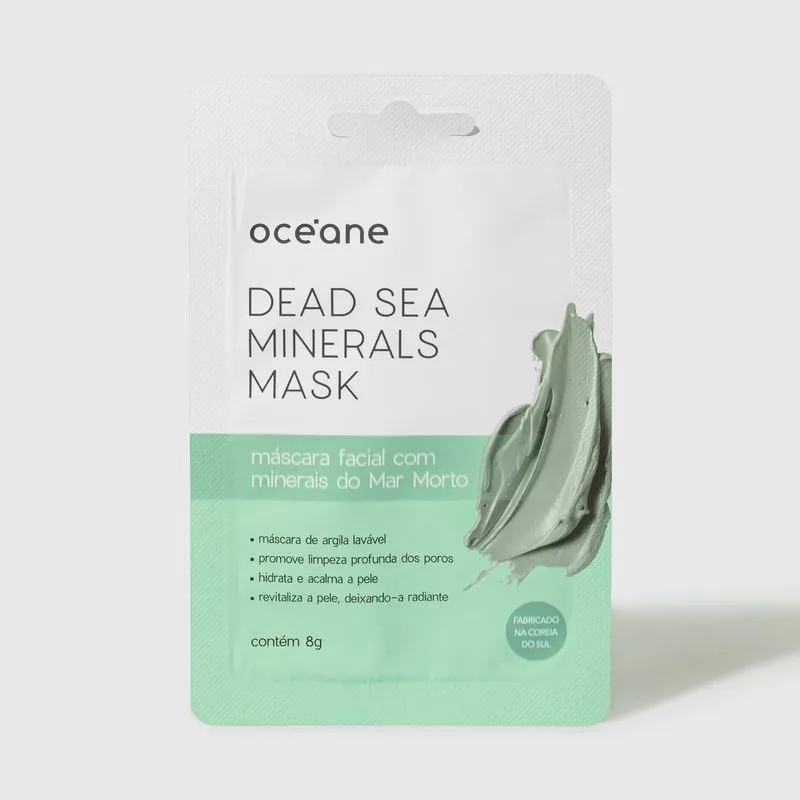 océane
DEAD SEA
MINERALS
MASK
máscara facial com
minerais do Mar Morto
▪ máscara de argila lavável
▪ promove limpeza profunda dos poros
▪ hidrata e acalma a pele
▪ revitaliza a pele, deixando-a radiante
contém 8g
FABRICADO
NA COREIA
DO SUL